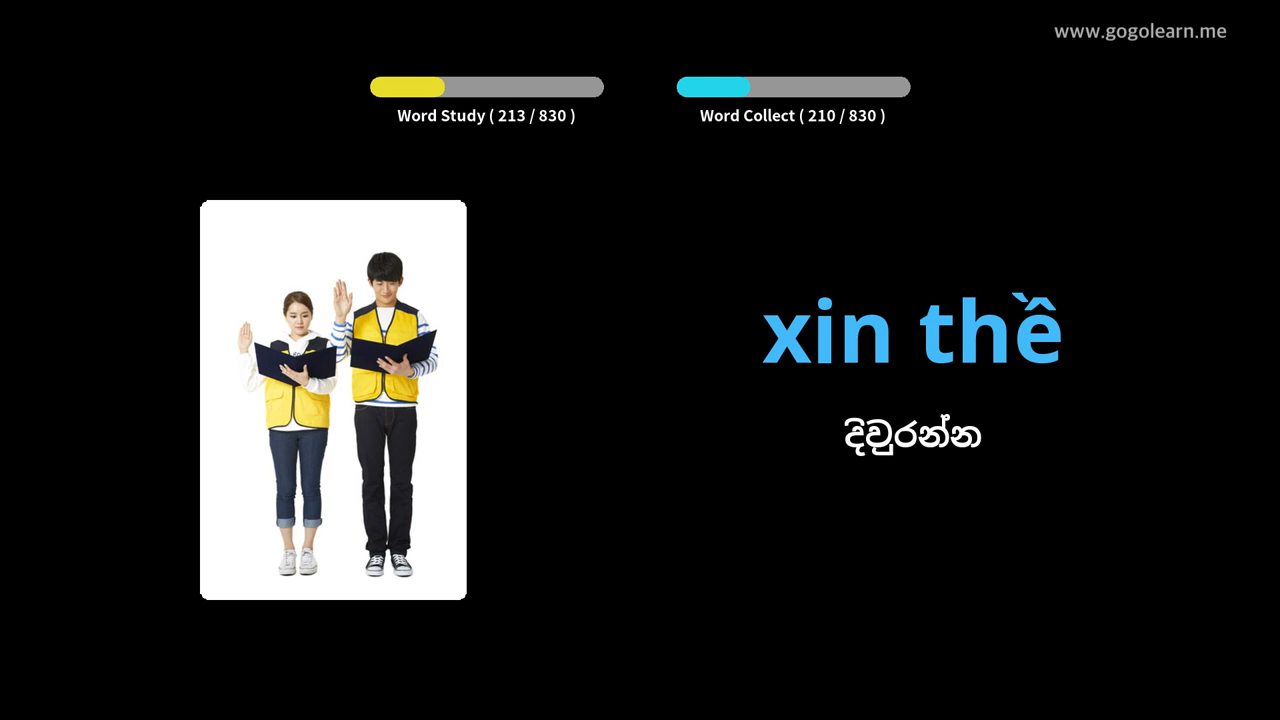 www.gogolearn.me
Word Study ( 213 / 830 )
Word Collect ( 210 / 830 )
xin thề
දිවුරන්න